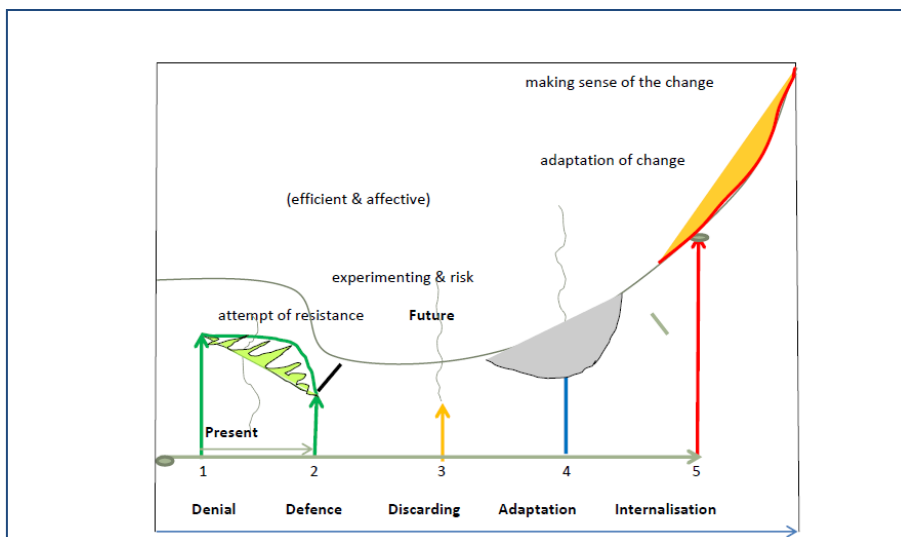 making sense of the change
adaptation of change
(efficient & affective)
experimenting & risk
attempt of resistance Future
Present
1 2 3 4 5
Denial Defence Discarding Adaptation Internalisation